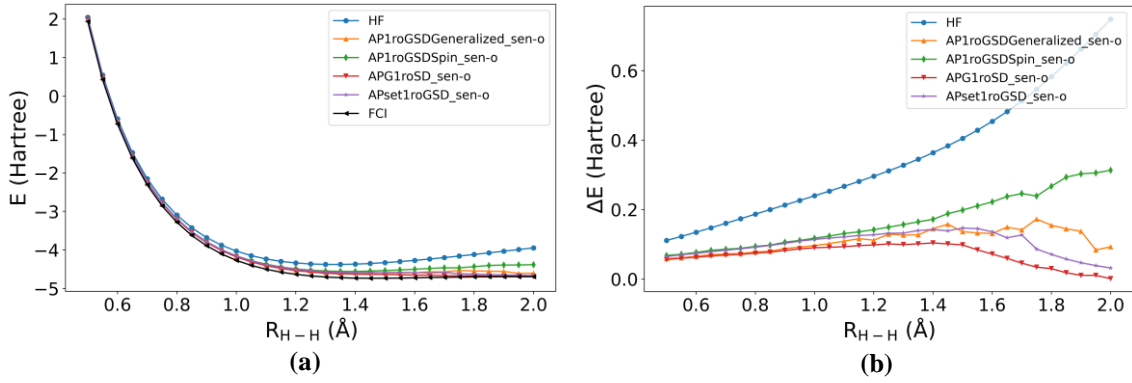 HF
AP1roGSDGeneralized_sen-o
AP1roGSDSpin_sen-o
APG1roSD_sen-o
APset1roGSD_sen-o
FCI
E (Hartree)
2
1
0
−1
−2
−3
−4
−5
0.6 0.8 1.0 1.2 1.4 1.6 1.8 2.0
R_{H−H} (Å)
(a)
HF
AP1roGSDGeneralized_sen-o
AP1roGSDSpin_sen-o
APG1roSD_sen-o
APset1roGSD_sen-o
ΔE (Hartree)
0.6
0.4
0.2
0.0
0.6 0.8 1.0 1.2 1.4 1.6 1.8 2.0
R_{H−H} (Å)
(b)